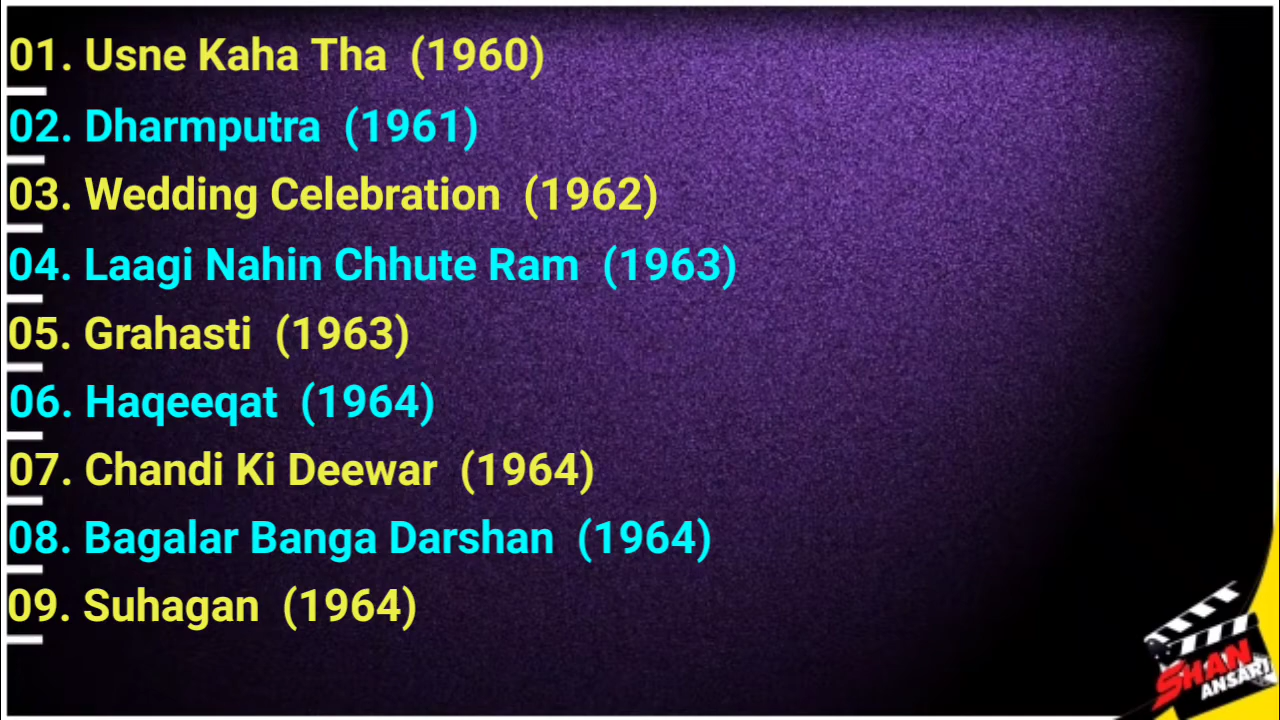 01. Usne Kaha Tha (1960)
02. Dharmputra (1961)
03. Wedding Celebration (1962)
04. Laagi Nahin Chhute Ram (1963)
05. Grahasti (1963)
06. Haqeeqat (1964)
07. Chandi Ki Deewar (1964)
08. Bagalar Banga Darshan (1964)
09. Suhagan (1964)
SHAN
ANSARI